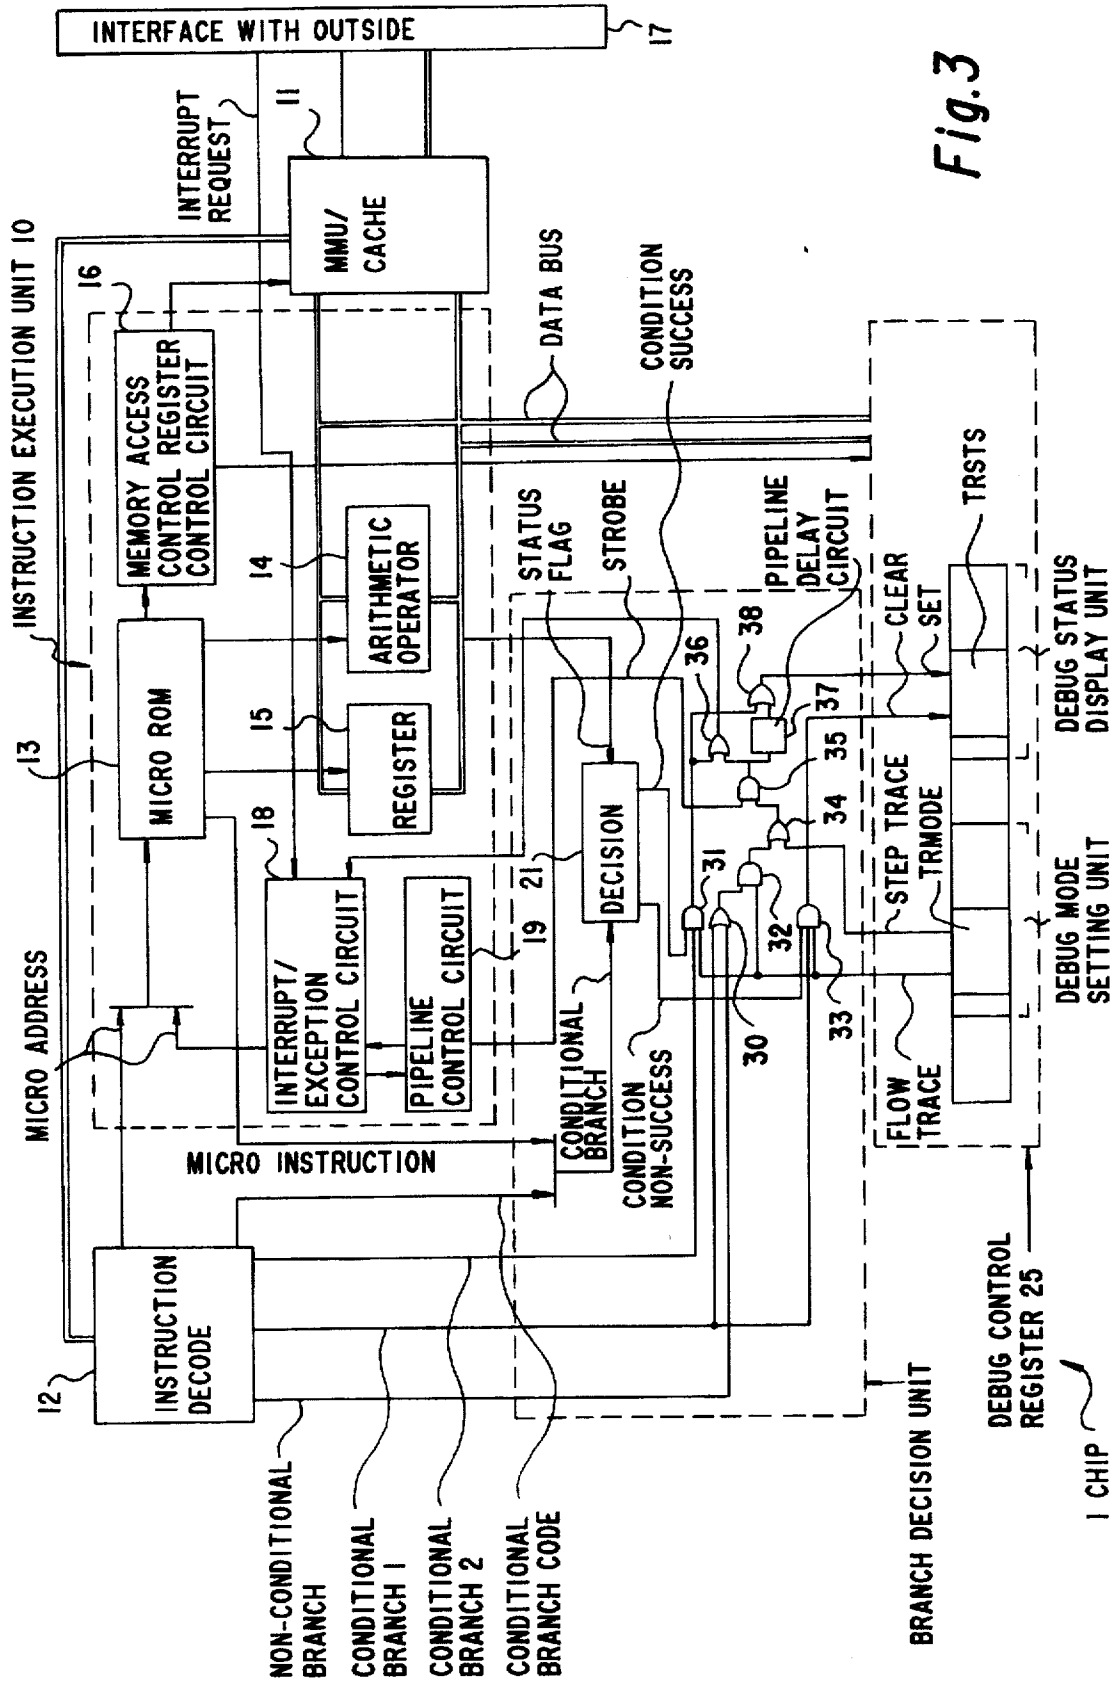 INTERFACE WITH OUTSIDE
17
INTERRUPT
REQUEST
11
MMU/
CACHE
INSTRUCTION EXECUTION UNIT 10
16
MEMORY ACCESS
CONTROL REGISTER
CONTROL CIRCUIT
13
MICRO ROM
14
ARITHMETIC
OPERATOR
15
REGISTER
18
INTERRUPT/
EXCEPTION
CONTROL CIRCUIT
PIPELINE
CONTROL CIRCUIT
19
MICRO ADDRESS
MICRO INSTRUCTION
12
INSTRUCTION
DECODE
NON-CONDITIONAL
BRANCH
CONDITIONAL
BRANCH 1
CONDITIONAL
BRANCH 2
CONDITIONAL
BRANCH CODE
DATA BUS
CONDITION
SUCCESS
STATUS
FLAG
STROBE
PIPELINE
DELAY
CIRCUIT
21
DECISION
CONDITIONAL
BRANCH
CONDITION
NON-SUCCESS
30
31
32
33
34
35
36
37
38
FLOW
TRACE
STEP TRACE
TRMODE
CLEAR
SET
TRSTS
DEBUG STATUS
DISPLAY UNIT
DEBUG MODE
SETTING UNIT
DEBUG CONTROL
REGISTER 25
BRANCH DECISION UNIT
1 CHIP
Fig.3